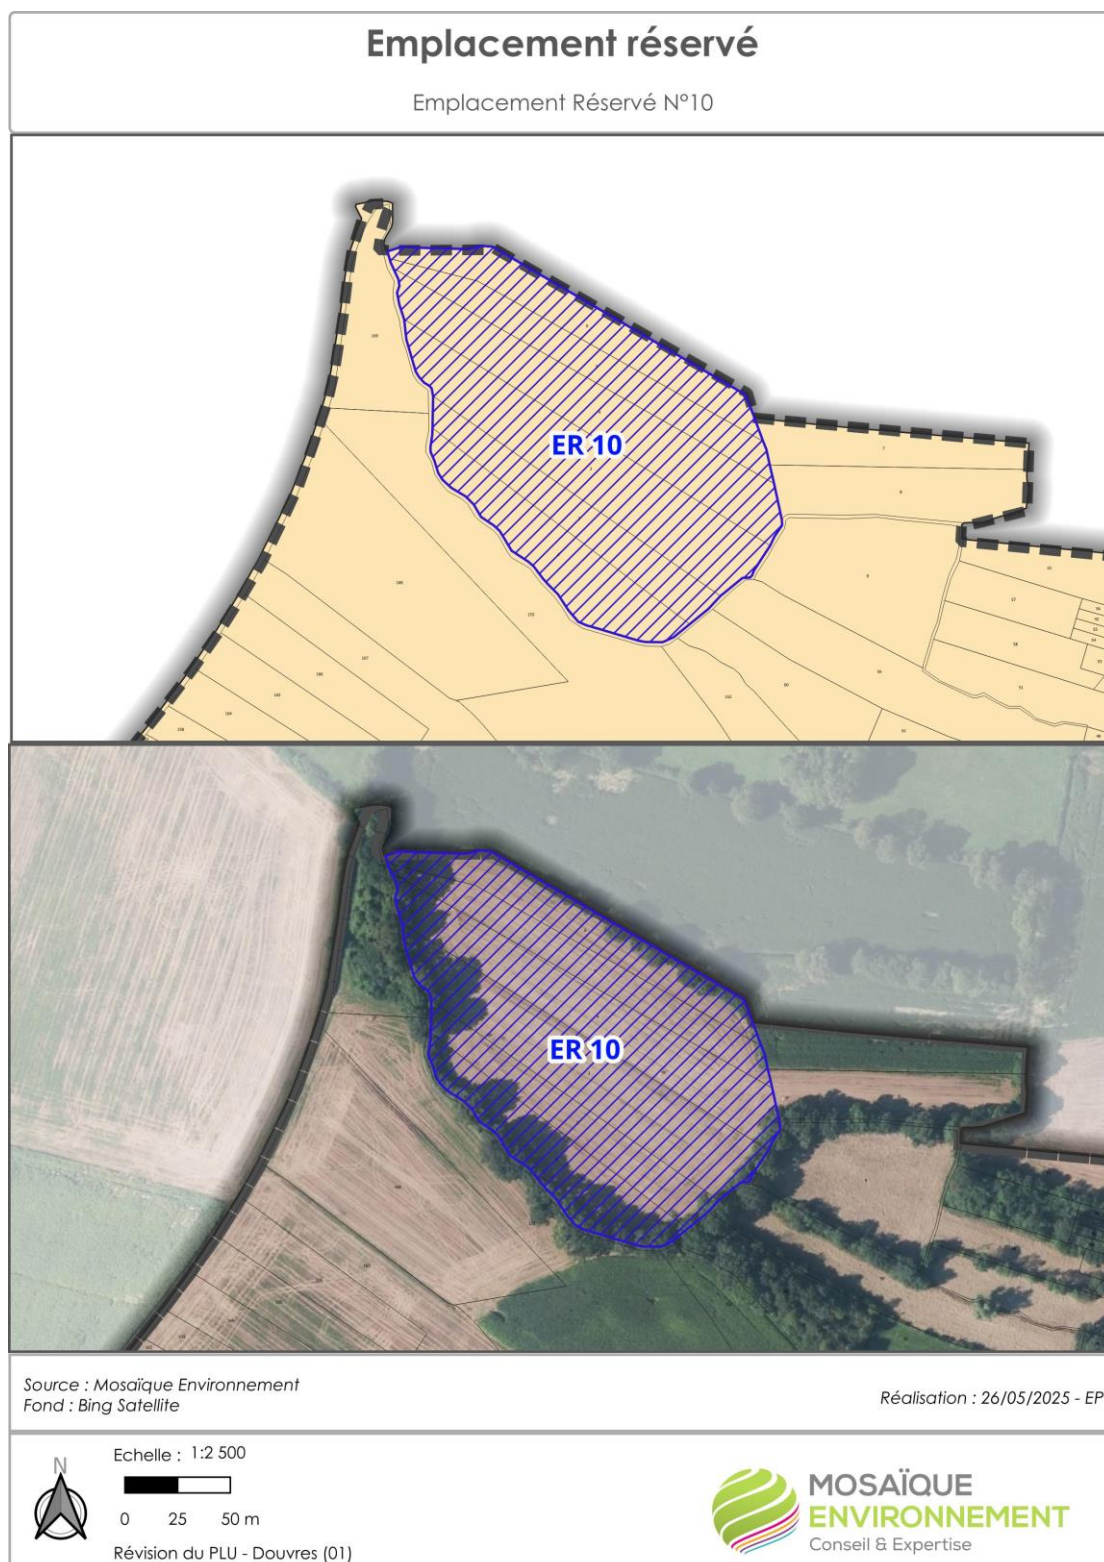 Emplacement réservé
Emplacement Réservé N°10
ER 10
ER 10
Source : Mosaïque Environnement
Fond : Bing Satellite
Réalisation : 26/05/2025 - EP
N
Echelle : 1:2 500
0 25 50 m
Révision du PLU - Douvres (01)
MOSAÏQUE
ENVIRONNEMENT
Conseil & Expertise